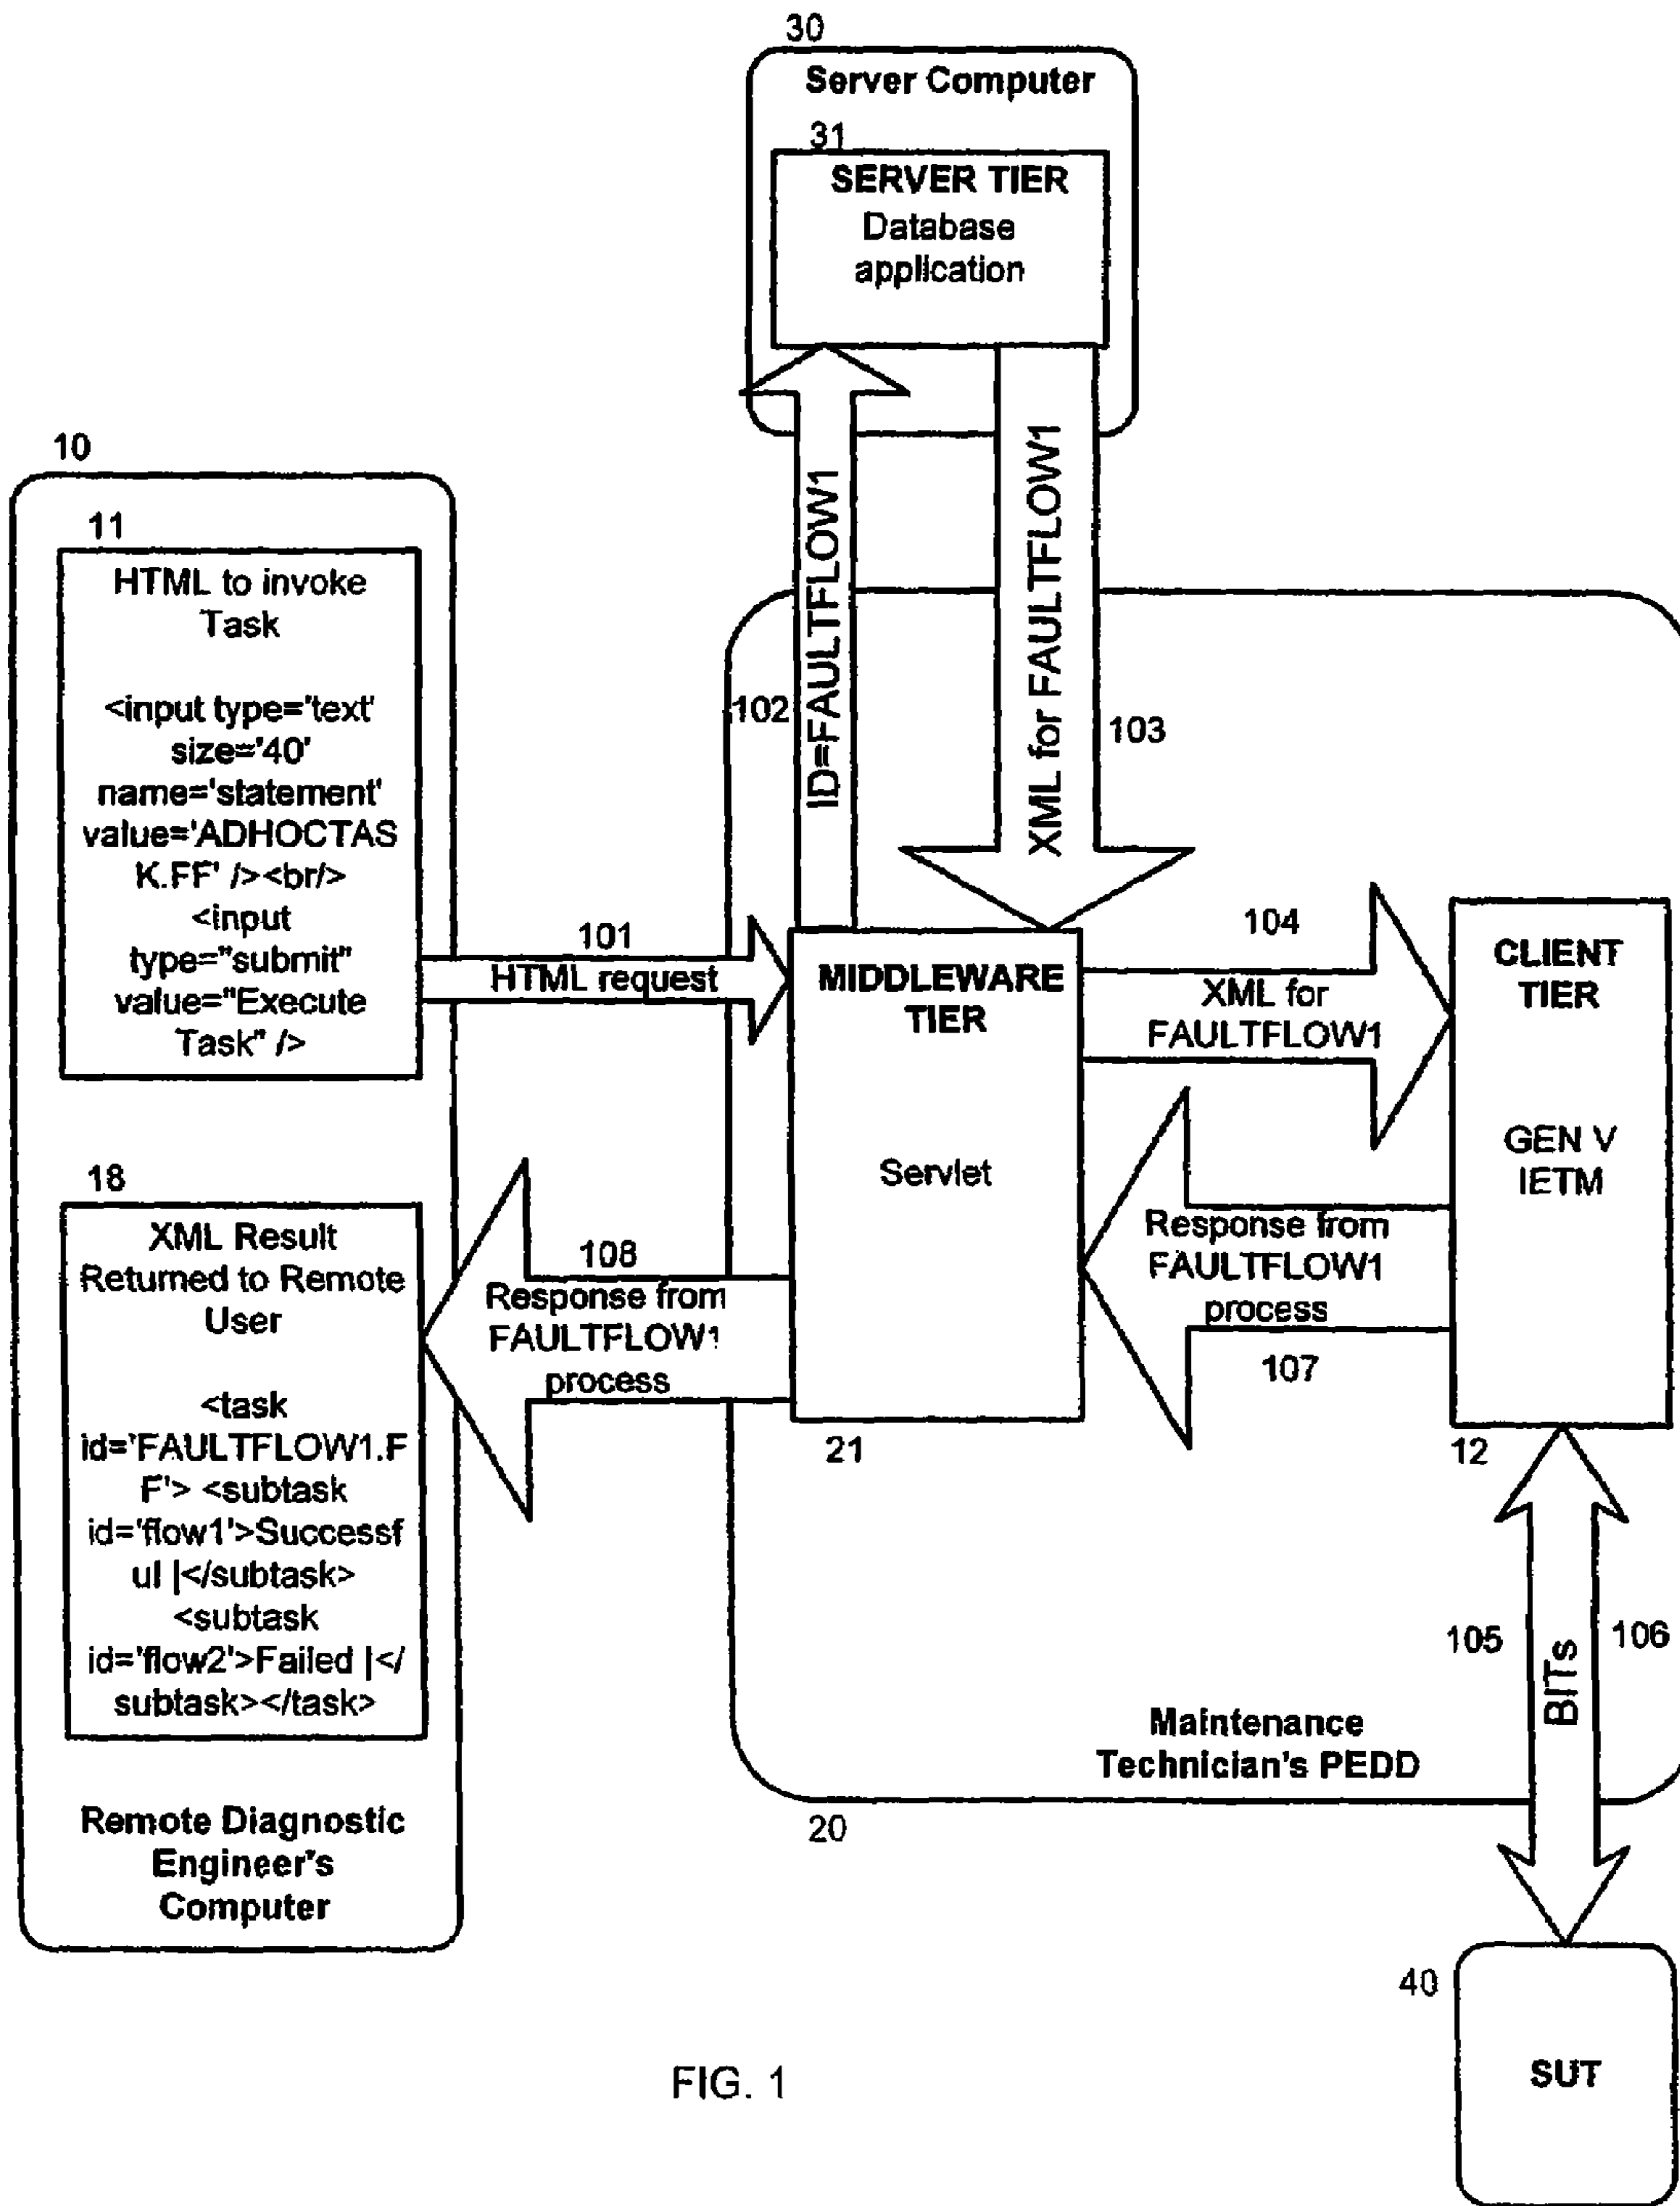 30
Server Computer
31
SERVER TIER
Database
application
10
11
HTML to invoke
Task
<input type='text'
size='40'
name='statement'
value='ADHOCTAS
K.FF' /><br/>
<input
type="submit"
value="Execute
Task" />
102
ID=FAULTFLOW1
XML for FAULTFLOW1
103
101
HTML request
MIDDLEWARE
TIER
Servlet
21
104
XML for
FAULTFLOW1
CLIENT
TIER
GEN V
IETM
12
Response from
FAULTFLOW1
process
107
108
Response from
FAULTFLOW1
process
18
XML Result
Returned to Remote
User
<task
id='FAULTFLOW1.F
F'> <subtask
id='flow1'>Successf
ul |</subtask>
<subtask
id='flow2'>Failed |</
subtask></task>
Remote Diagnostic
Engineer's
Computer
105
BITs
106
Maintenance
Technician's PEDD
20
40
SUT
FIG. 1